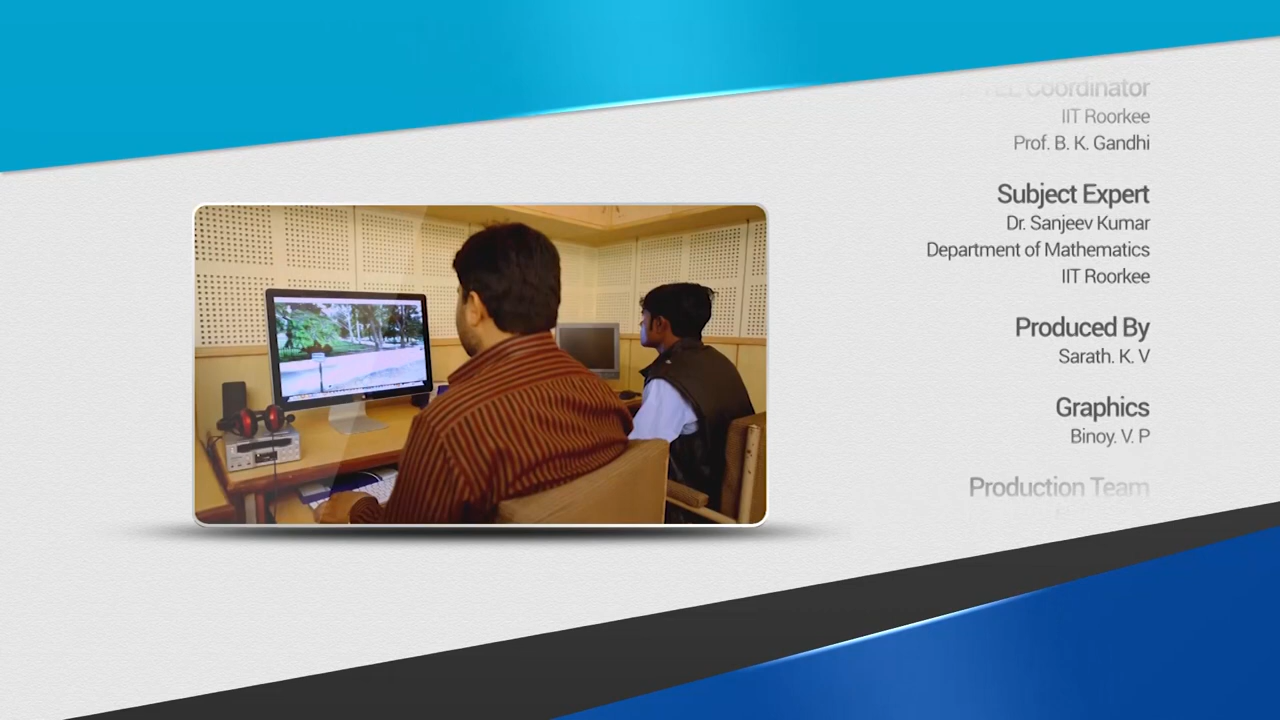 Coordinator
IIT Roorkee
Prof. B. K. Gandhi
Subject Expert
Dr. Sanjeev Kumar
Department of Mathematics
IIT Roorkee
Produced By
Sarath. K. V
Graphics
Binoy. V. P
Production Team